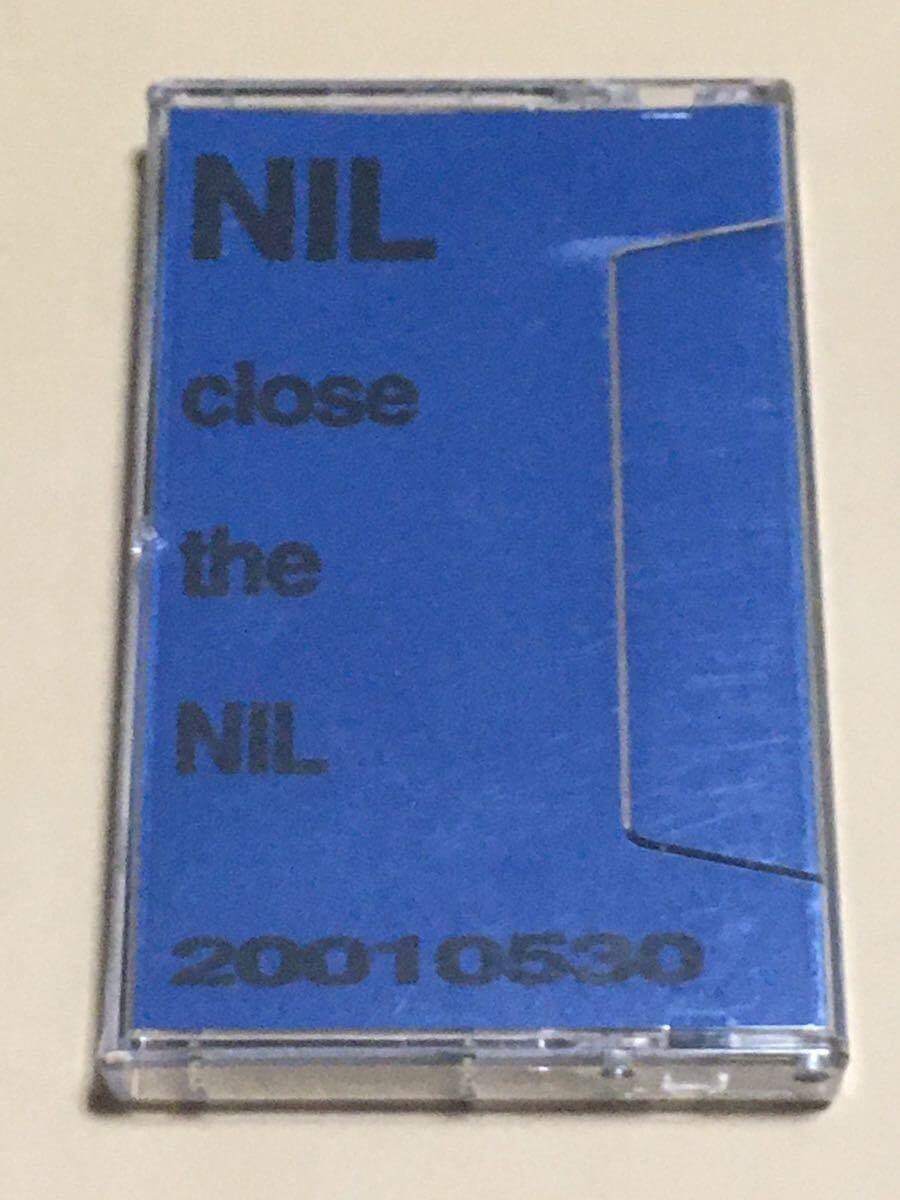 NIL
close
the
NIL
20010530